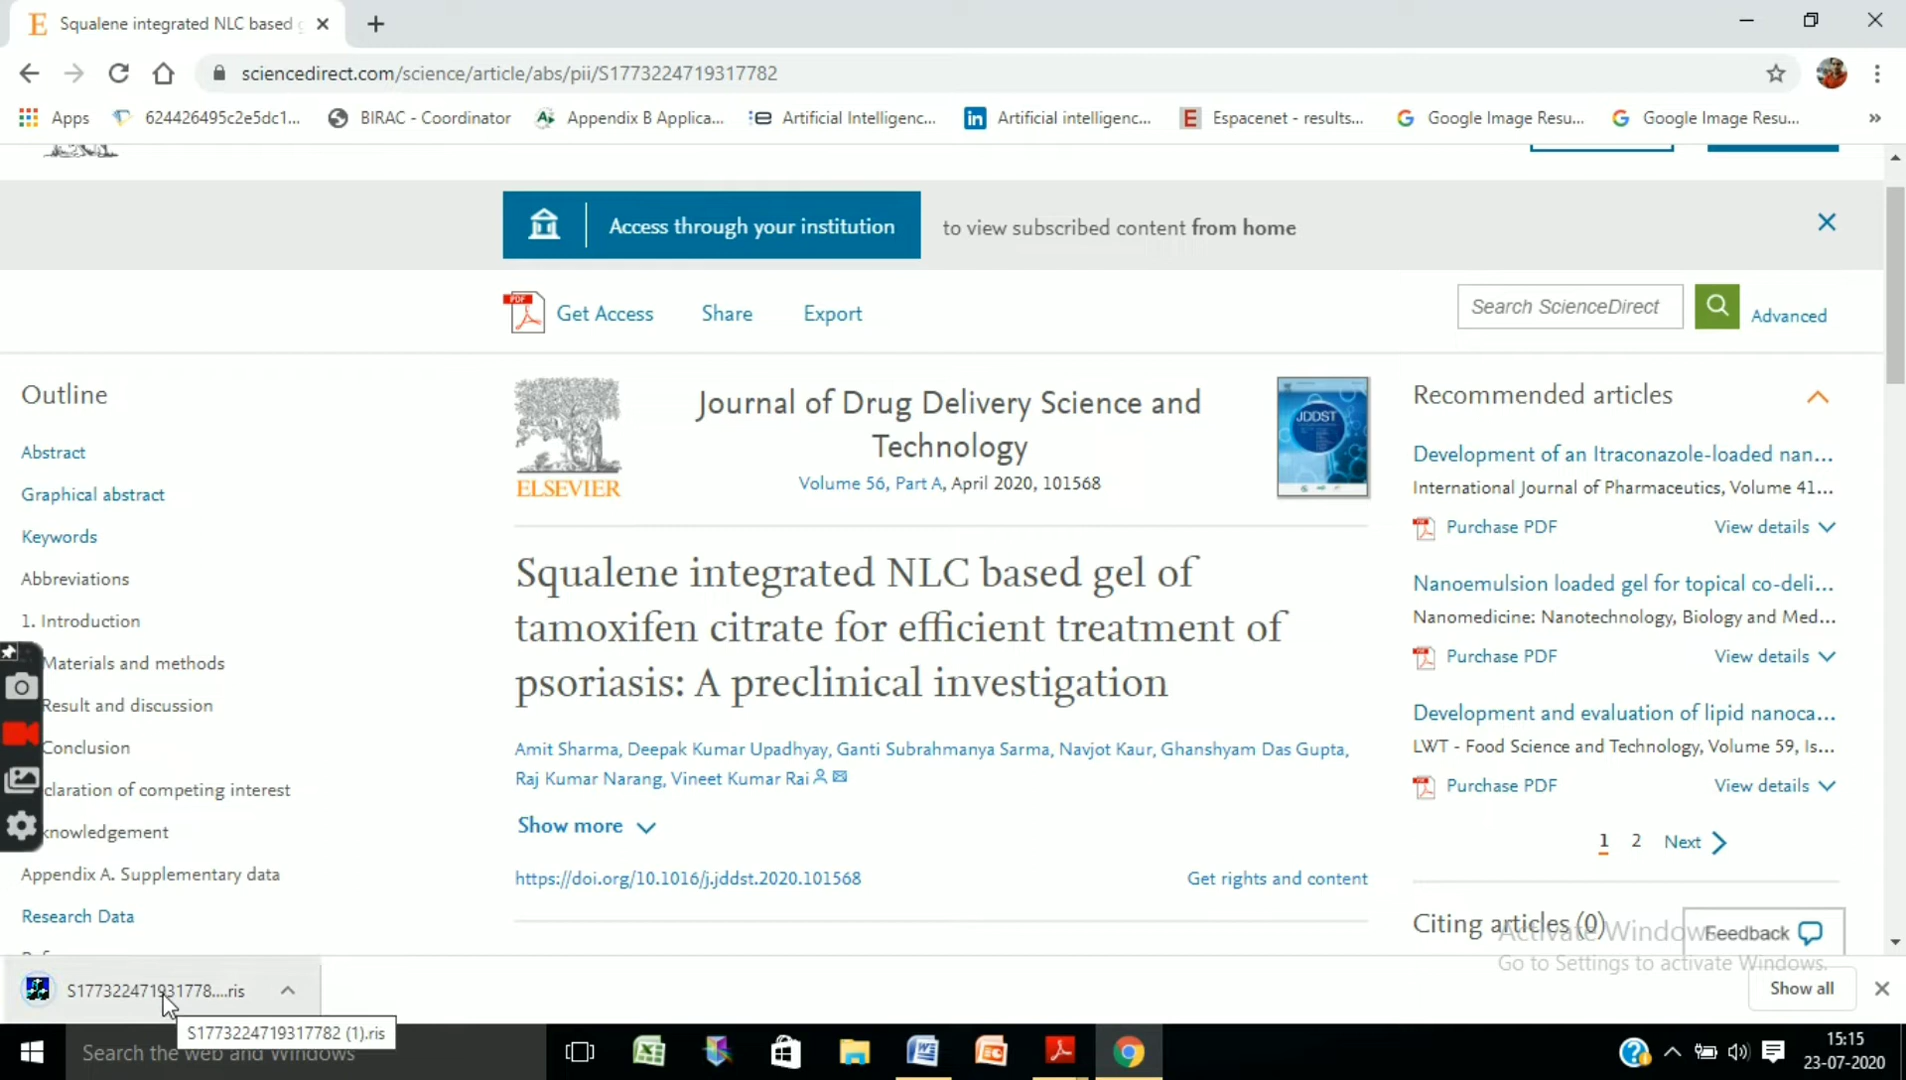 Squalene integrated NLC based g
sciencedirect.com/science/article/abs/pii/S1773224719317782
Apps
624426495c2e5dc1...
BIRAC - Coordinator
Appendix B Applica...
Artificial Intelligenc...
Artificial intelligenc...
Espacenet - results...
Google Image Resu...
Google Image Resu...
»
Access through your institution
to view subscribed content from home
PDF
Get Access
Share
Export
Search ScienceDirect
Advanced
Outline
Abstract
Graphical abstract
Keywords
Abbreviations
1. Introduction
Materials and methods
Result and discussion
Conclusion
claration of competing interest
knowledgement
Appendix A. Supplementary data
Research Data
ELSEVIER
Journal of Drug Delivery Science and
Technology
Volume 56, Part A, April 2020, 101568
JDDST
Squalene integrated NLC based gel of
tamoxifen citrate for efficient treatment of
psoriasis: A preclinical investigation
Amit Sharma, Deepak Kumar Upadhyay, Ganti Subrahmanya Sarma, Navjot Kaur, Ghanshyam Das Gupta,
Raj Kumar Narang, Vineet Kumar Rai
Show more
https://doi.org/10.1016/j.jddst.2020.101568
Get rights and content
Recommended articles
Development of an Itraconazole-loaded nan...
International Journal of Pharmaceutics, Volume 41...
Purchase PDF
View details
Nanoemulsion loaded gel for topical co-deli...
Nanomedicine: Nanotechnology, Biology and Med...
Purchase PDF
View details
Development and evaluation of lipid nanoca...
LWT - Food Science and Technology, Volume 59, Is...
Purchase PDF
View details
1 2 Next
Citing articles (0)
Feedback
Activate Windows
Go to Settings to activate Windows.
S177322471931778....ris
Show all
S1773224719317782 (1).ris
Search the web and Windows
15:15
23-07-2020